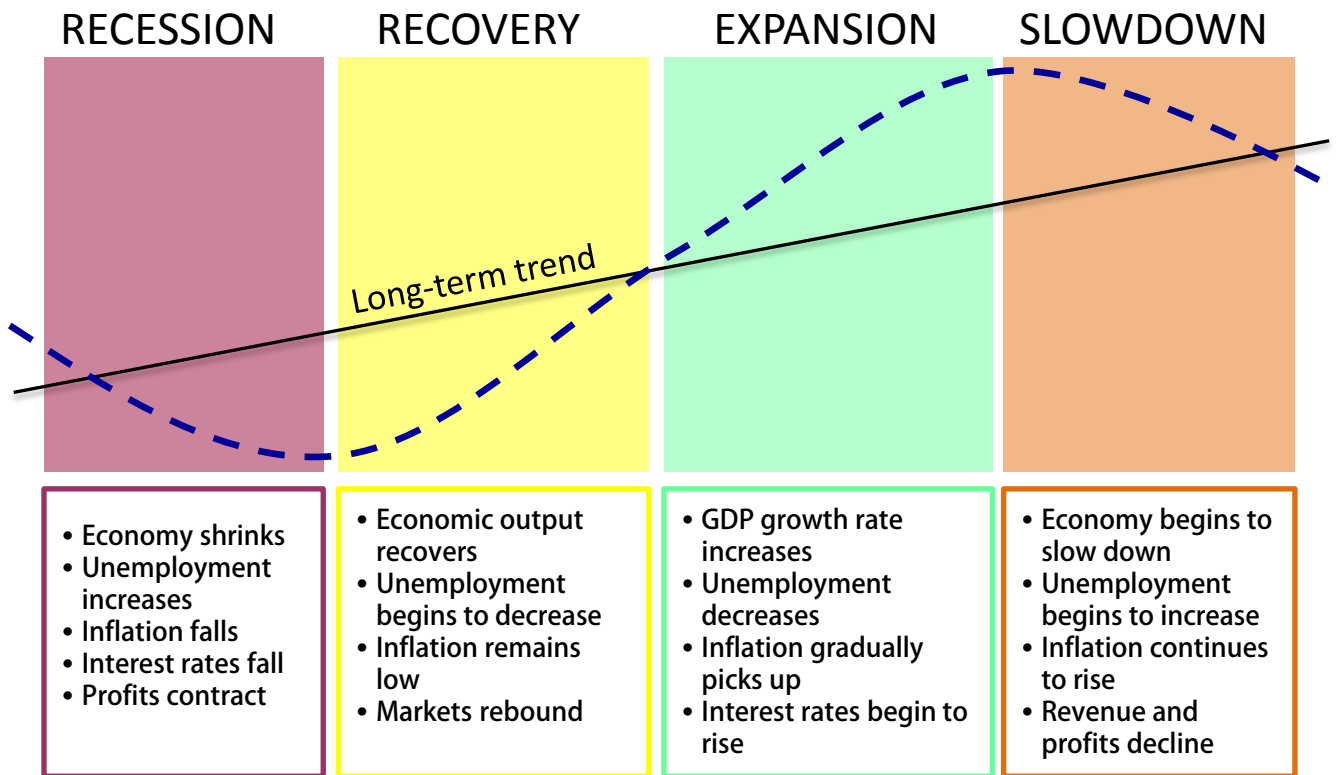 RECESSION
RECOVERY
EXPANSION
SLOWDOWN
Long-term trend
• Economy shrinks
• Unemployment
increases
• Inflation falls
• Interest rates fall
• Profits contract
• Economic output
recovers
• Unemployment
begins to decrease
• Inflation remains
low
• Markets rebound
• GDP growth rate
increases
• Unemployment
decreases
• Inflation gradually
picks up
• Interest rates begin to
rise
• Economy begins to
slow down
• Unemployment
begins to increase
• Inflation continues
to rise
• Revenue and
profits decline